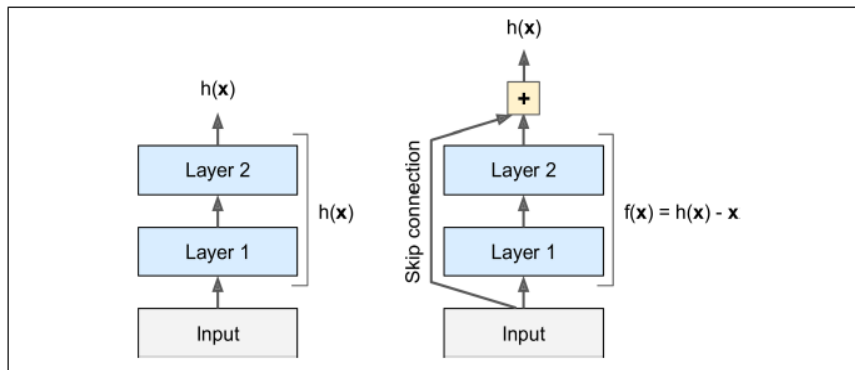 h(x)
Layer 2
Layer 1
h(x)
Input
h(x)
+
Skip connection
Layer 2
Layer 1
f(x) = h(x) - x
Input